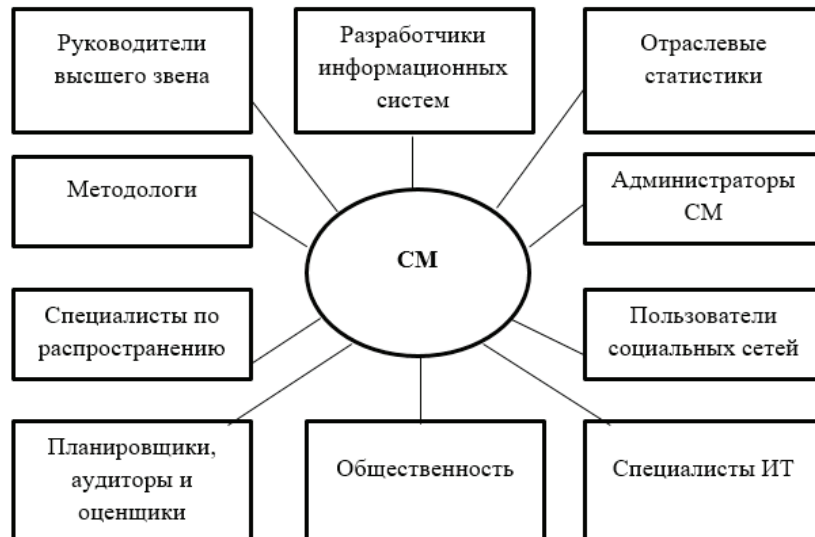 Руководители
высшего звена
Разработчики
информационных
систем
Отраслевые
статистики
Методологи
СМ
Администраторы
СМ
Специалисты по
распространению
Пользователи
социальных сетей
Планировщики,
аудиторы и
оценщики
Общественность
Специалисты ИТ